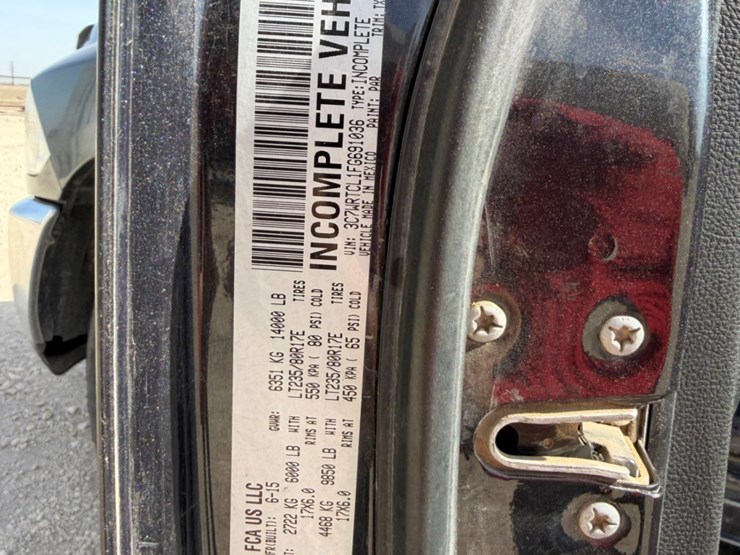 FCA US LLC
6-15 GVWR: 6351 KG 14000 LB
2722 KG 6000 LB WITH LT235/80R17E TIRES
17X6.0 RIMS AT 550 KPA ( 80 PSI) COLD
4468 KG 9850 LB WITH LT235/80R17E TIRES
17X6.0 RIMS AT 450 KPA ( 65 PSI) COLD
INCOMPLETE VEH
VIN: 3C7WRTCL1FG691036 TYPE: INCOMPLETE
VEHICLE MADE IN MEXICO PAINT: PAR TRIM: TX